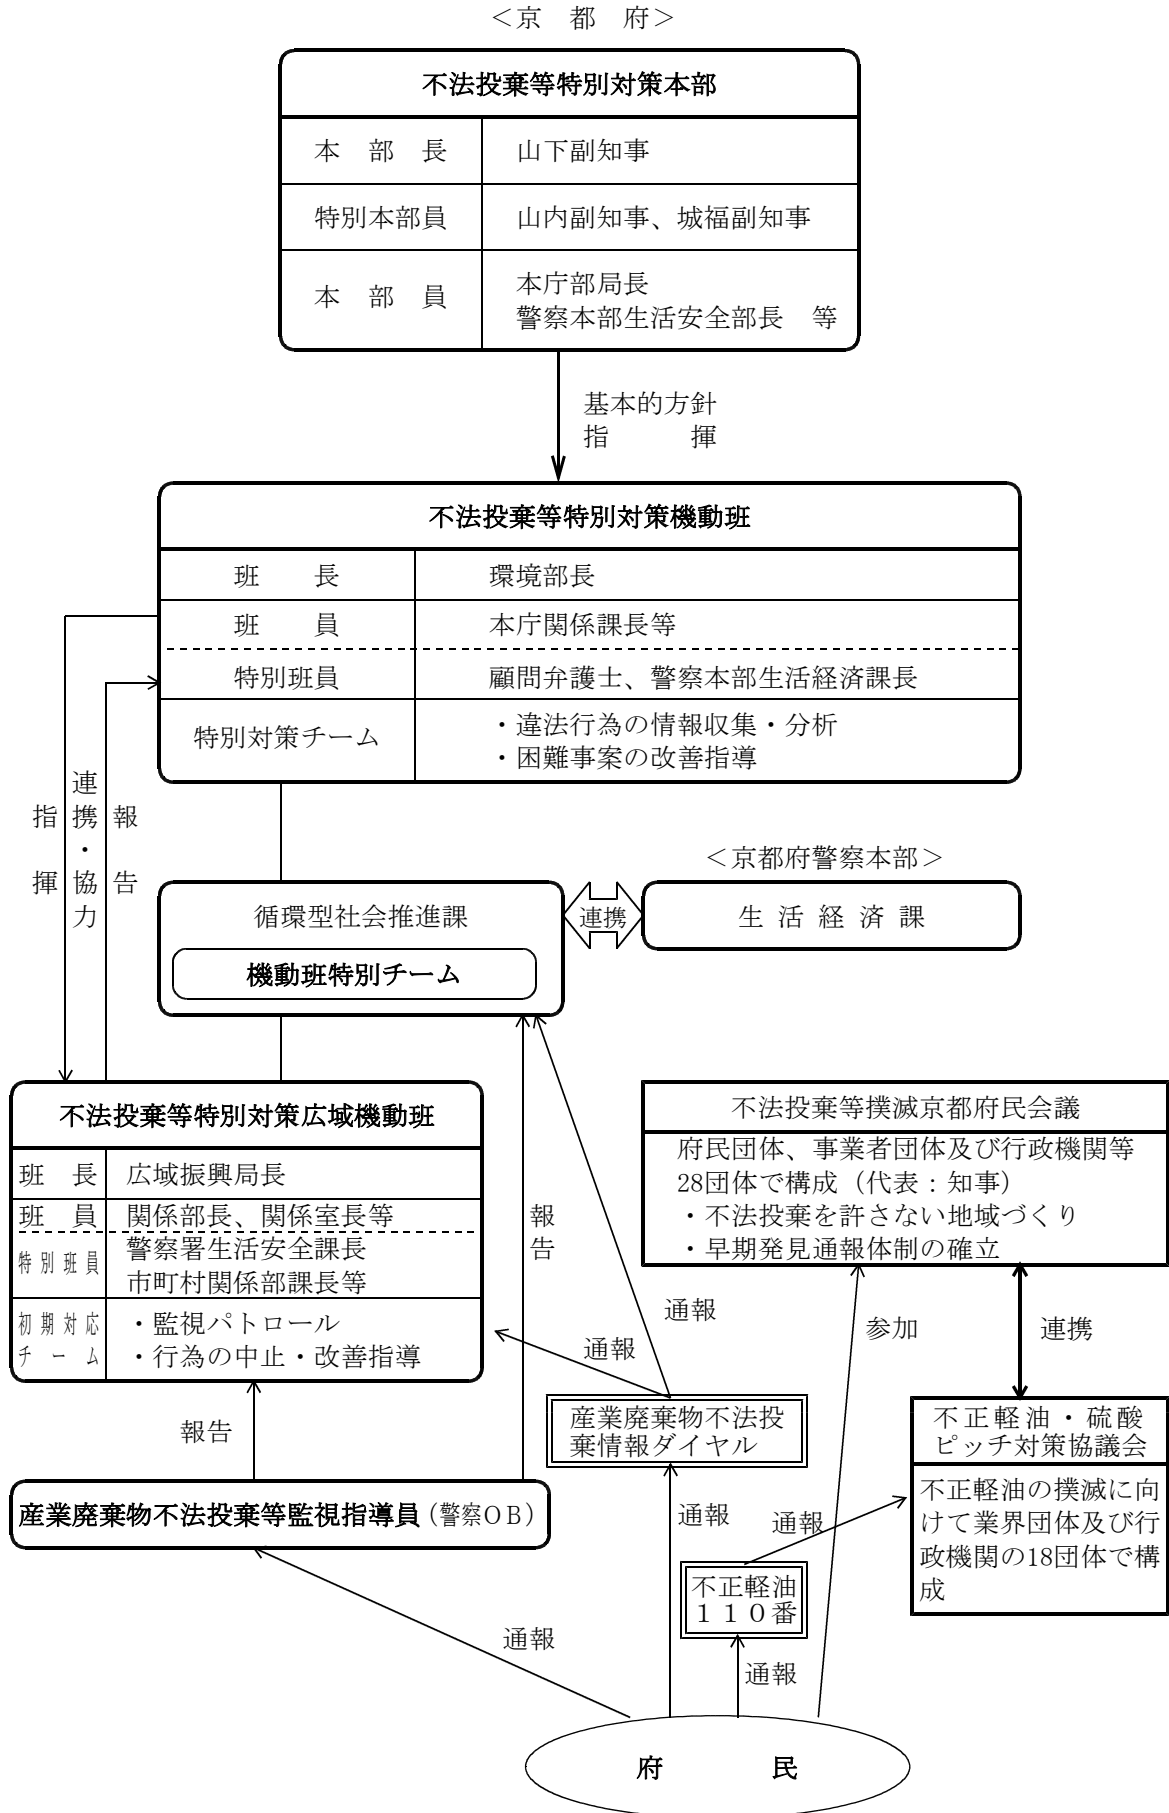 ＜京　都　府＞
不法投棄等特別対策本部
本　部　長　山下副知事
特別本部員　山内副知事、城福副知事
本　部　員　本庁部局長
警察本部生活安全部長　等
基本的方針
指　　　揮
不法投棄等特別対策機動班
班　　長　環境部長
班　　員　本庁関係課長等
特別班員　顧問弁護士、警察本部生活経済課長
特別対策チーム　・違法行為の情報収集・分析
・困難事案の改善指導
指　揮
連携・協力
報　告
＜京都府警察本部＞
循環型社会推進課
機動班特別チーム
連携
生 活 経 済 課
不法投棄等特別対策広域機動班
班　長　広域振興局長
班　員　関係部長、関係室長等
特別班員　警察署生活安全課長
市町村関係部課長等
初期対応　・監視パトロール
チーム　・行為の中止・改善指導
報告
不法投棄等撲滅京都府民会議
府民団体、事業者団体及び行政機関等
28団体で構成（代表：知事）
・不法投棄を許さない地域づくり
・早期発見通報体制の確立
通報
通報
参加
連携
報告
産業廃棄物不法投
棄情報ダイヤル
不正軽油・硫酸
ピッチ対策協議会
不正軽油の撲滅に向
けて業界団体及び行
政機関の18団体で構
成
産業廃棄物不法投棄等監視指導員（警察ＯＢ）
通報
通報
不正軽油
１１０番
通報
通報
府　　　民